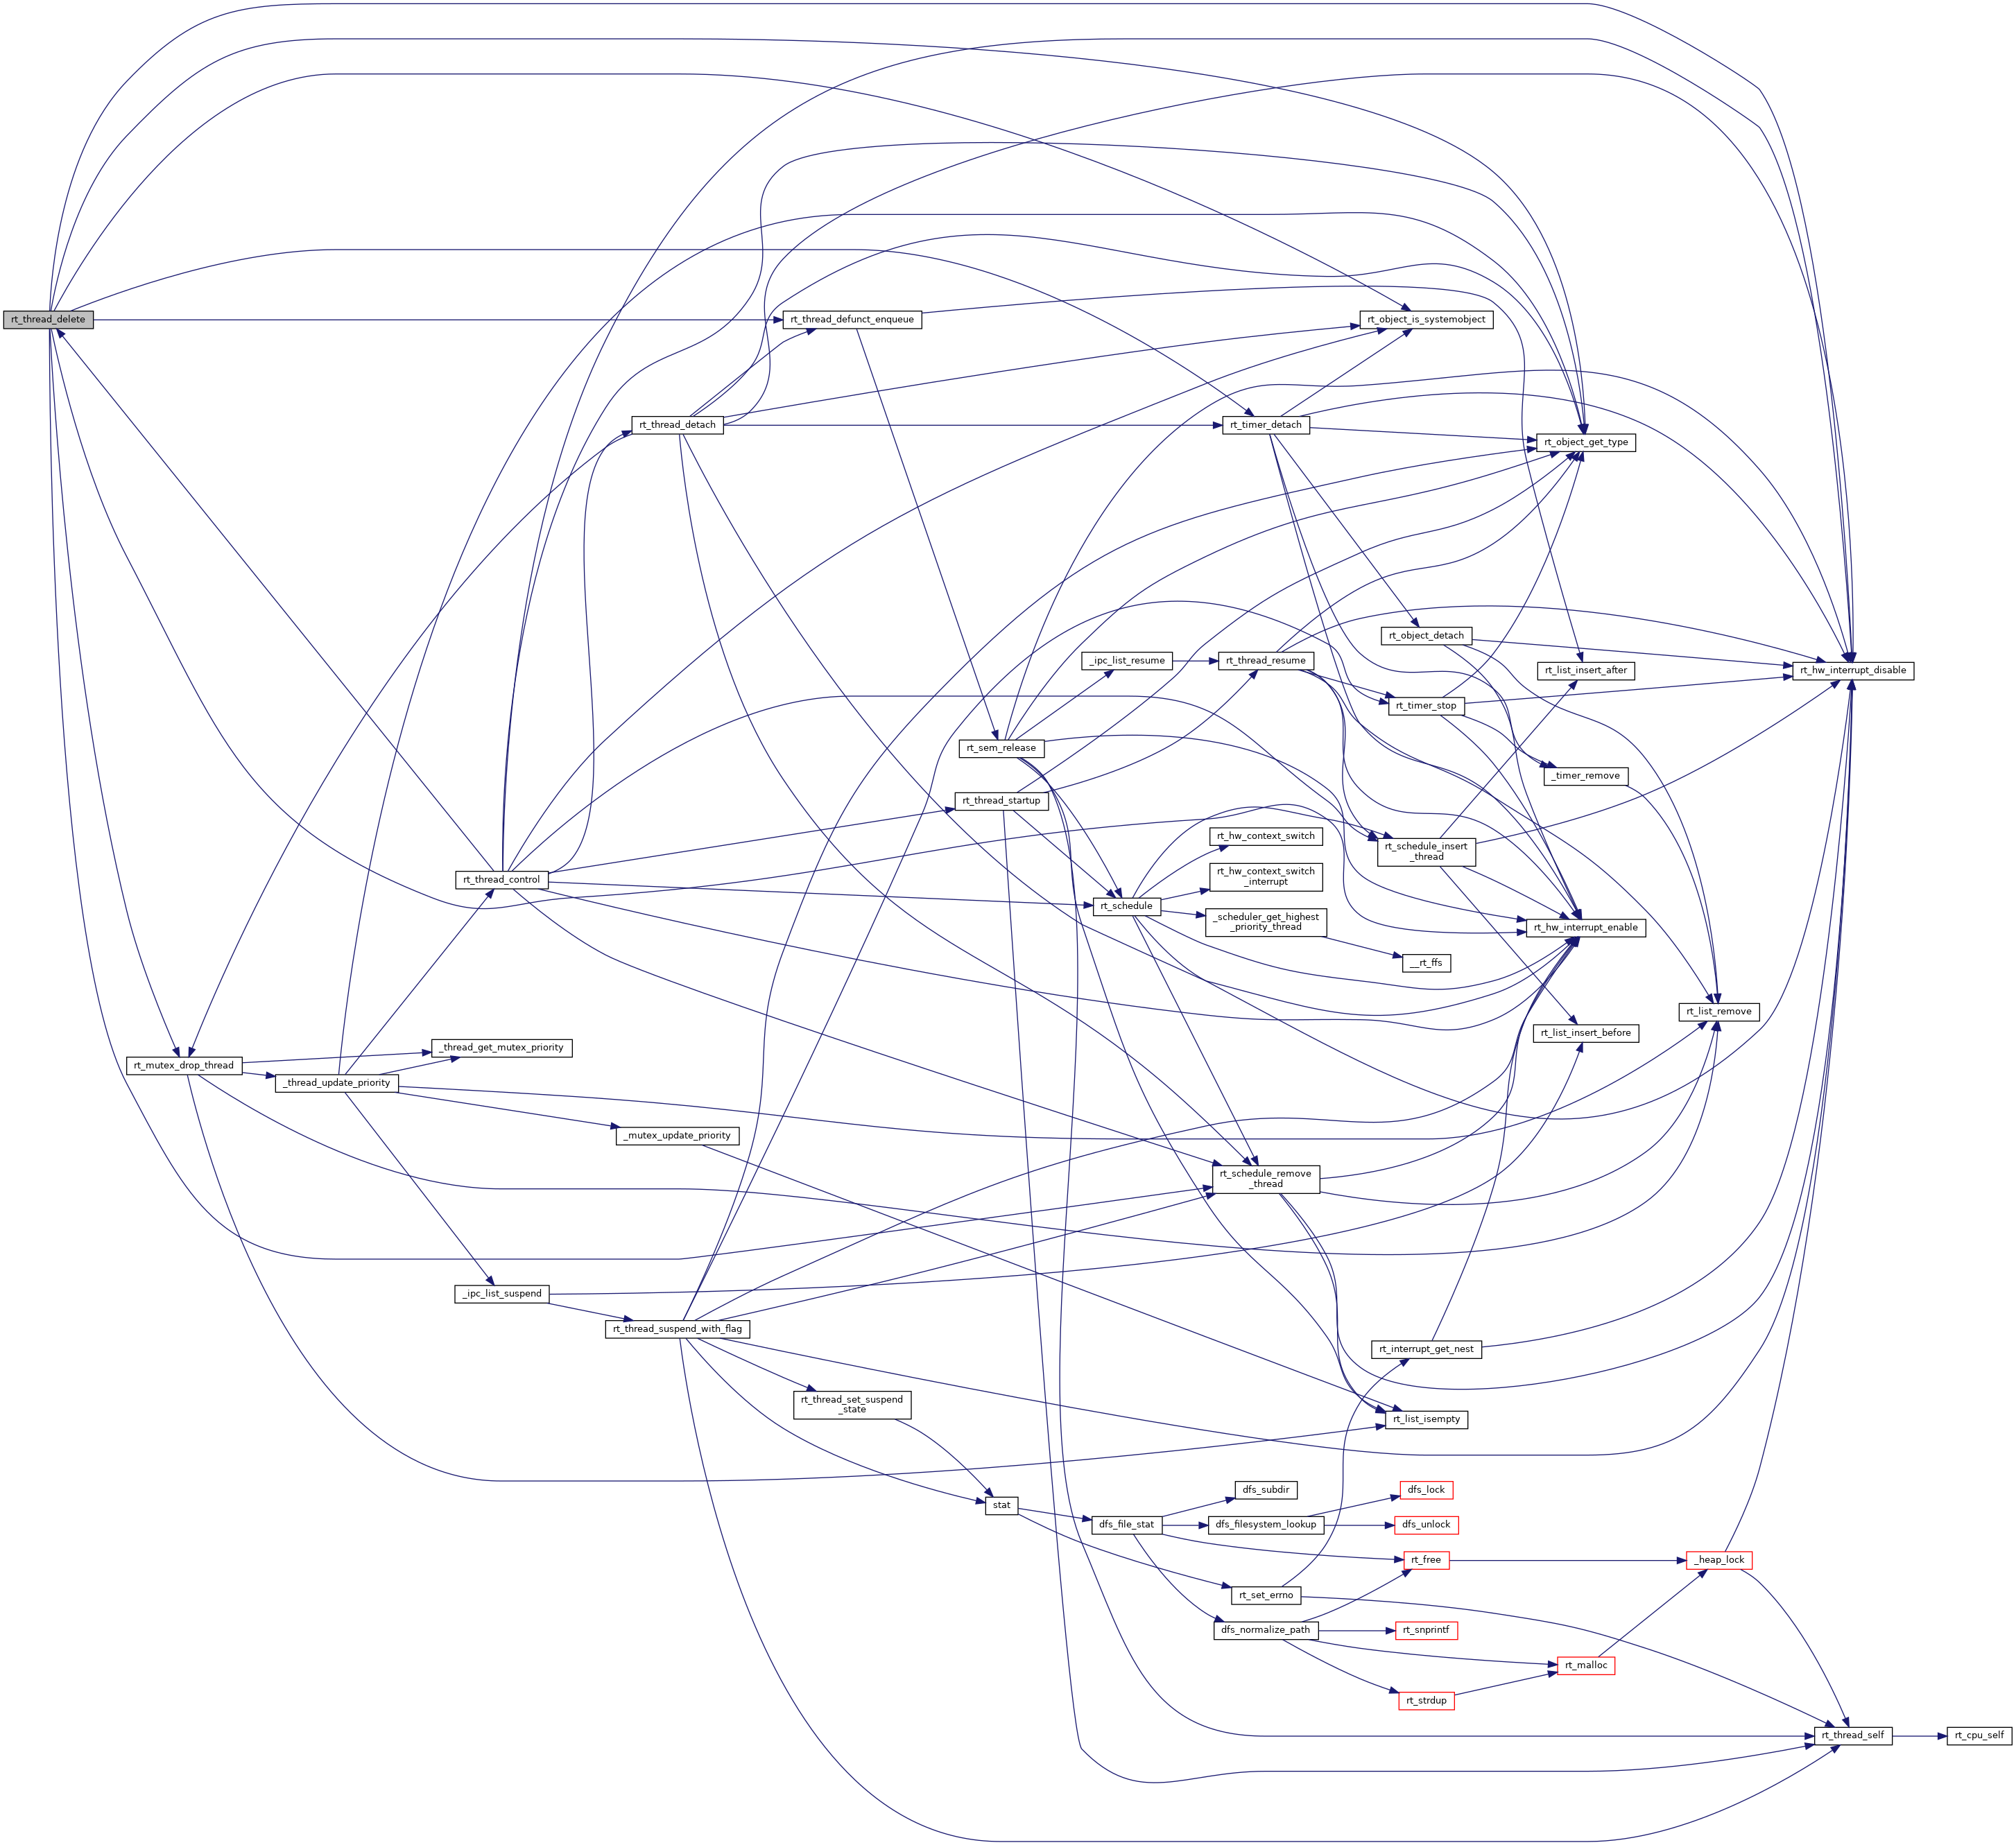 rt_thread_delete
rt_thread_defunct_enqueue
rt_object_is_systemobject
rt_thread_detach
rt_timer_detach
rt_object_get_type
rt_object_detach
_ipc_list_resume
rt_thread_resume
rt_list_insert_after
rt_hw_interrupt_disable
rt_timer_stop
rt_sem_release
_timer_remove
rt_thread_startup
rt_hw_context_switch
rt_schedule_insert
_thread
rt_thread_control
rt_hw_context_switch
_interrupt
rt_schedule
_scheduler_get_highest
_priority_thread
rt_hw_interrupt_enable
__rt_ffs
rt_list_remove
rt_list_insert_before
_thread_get_mutex_priority
rt_mutex_drop_thread
_thread_update_priority
_mutex_update_priority
rt_schedule_remove
_thread
_ipc_list_suspend
rt_thread_suspend_with_flag
rt_interrupt_get_nest
rt_thread_set_suspend
_state
rt_list_isempty
dfs_subdir
dfs_lock
stat
dfs_file_stat
dfs_filesystem_lookup
dfs_unlock
rt_free
_heap_lock
rt_set_errno
dfs_normalize_path
rt_snprintf
rt_malloc
rt_strdup
rt_thread_self
rt_cpu_self